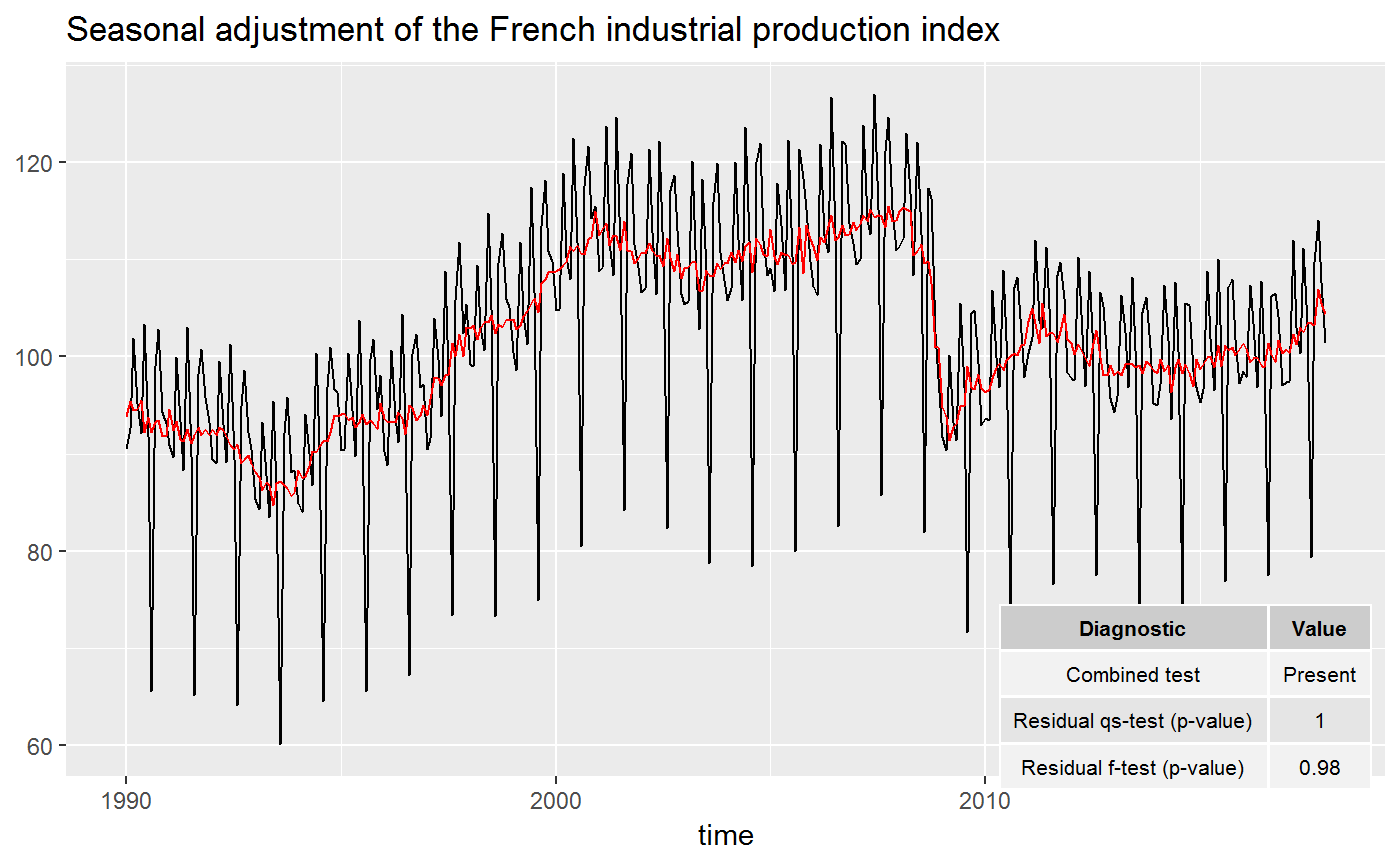 Seasonal adjustment of the French industrial production index
120
100
80
60
Diagnostic Value
Combined test Present
Residual qs-test (p-value) 1
Residual f-test (p-value) 0.98
1990 2000 2010
time